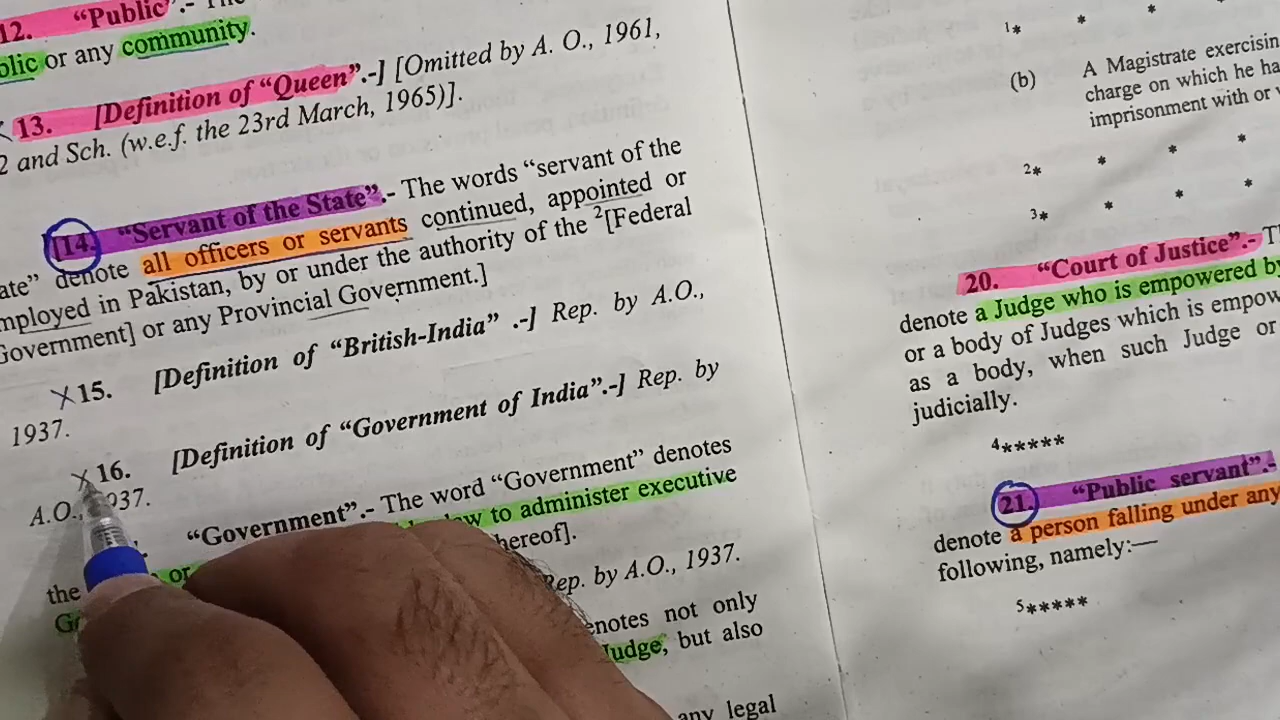 12. "Public".-
blic or any community.
13. [Definition of "Queen".-] [Omitted by A. O., 1961,
2 and Sch. (w.e.f. the 23rd March, 1965)].
[14. "Servant of the State".- The words "servant of the
ate" denote all officers or servants continued, appointed or
mployed in Pakistan, by or under the authority of the 2[Federal
Government] or any Provincial Government.]
15. [Definition of "British-India" .-] Rep. by A.O.,
1937.
16. [Definition of "Government of India".-] Rep. by
A.O., 1937.
"Government".- The word "Government" denotes
the or law to administer executive
hereof].
Rep. by A.O., 1937.
enotes not only
Judge, but also
any legal
1* * *
(b) A Magistrate exercisin
charge on which he ha
imprisonment with or
2* * * *
3* * * *
20. "Court of Justice".-
denote a Judge who is empowered by
or a body of Judges which is empow
as a body, when such Judge or
judicially.
4*****
21. "Public servant".-
denote a person falling under any
following, namely:—
5*****